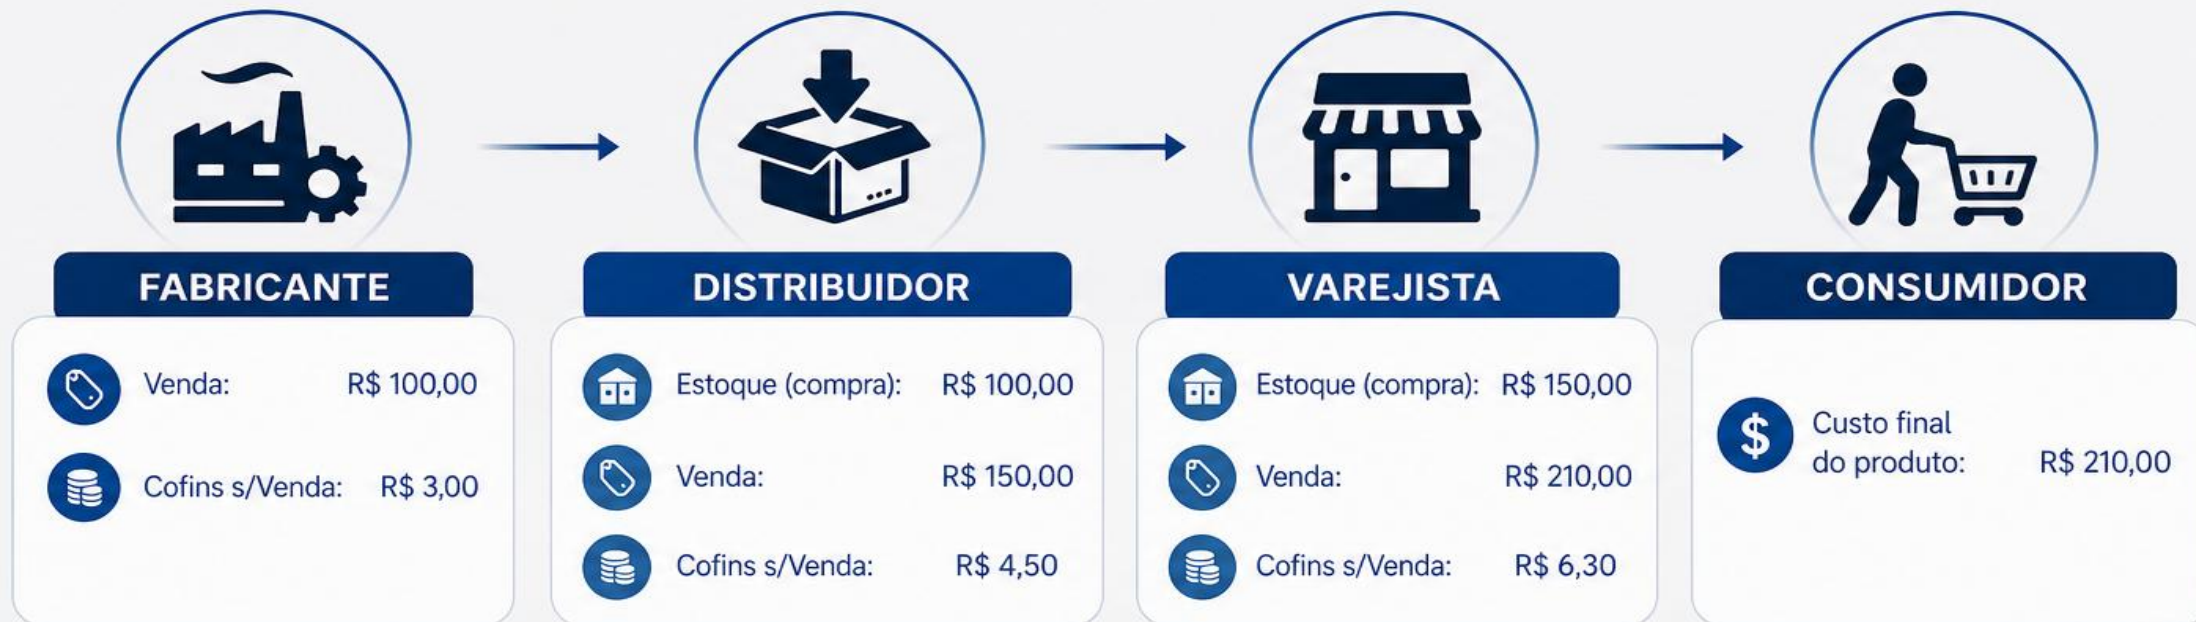 FABRICANTE
Venda: R$ 100,00
Cofins s/Venda: R$ 3,00
DISTRIBUIDOR
Estoque (compra): R$ 100,00
Venda: R$ 150,00
Cofins s/Venda: R$ 4,50
VAREJISTA
Estoque (compra): R$ 150,00
Venda: R$ 210,00
Cofins s/Venda: R$ 6,30
CONSUMIDOR
$
Custo final
do produto: R$ 210,00